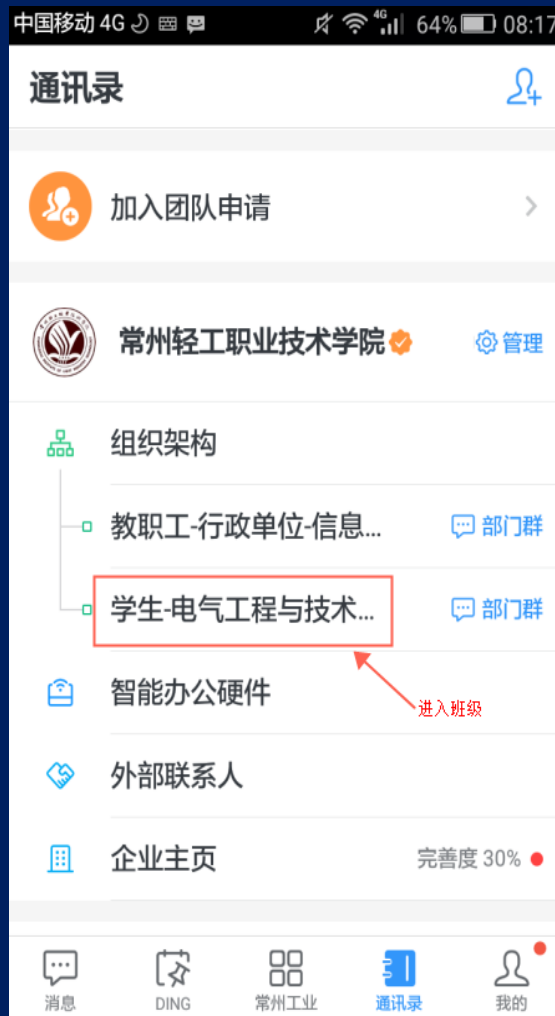 中国移动 4G 4G 64% 08:17
通讯录
加入团队申请
常州轻工职业技术学院 管理
组织架构
教职工-行政单位-信息... 部门群
学生-电气工程与技术... 部门群
智能办公硬件
进入班级
外部联系人
企业主页 完善度 30%
消息 DING 常州工业 通讯录 我的